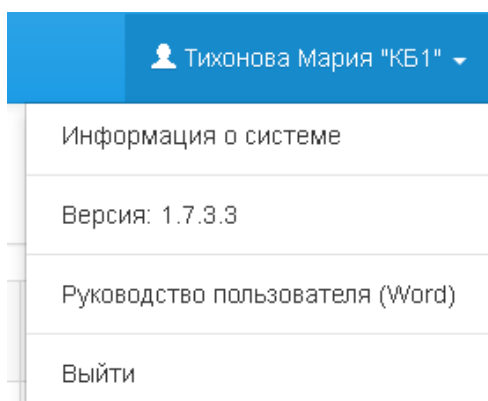 Тихонова Мария "КБ1"
Информация о системе
Версия: 1.7.3.3
Руководство пользователя (Word)
Выйти